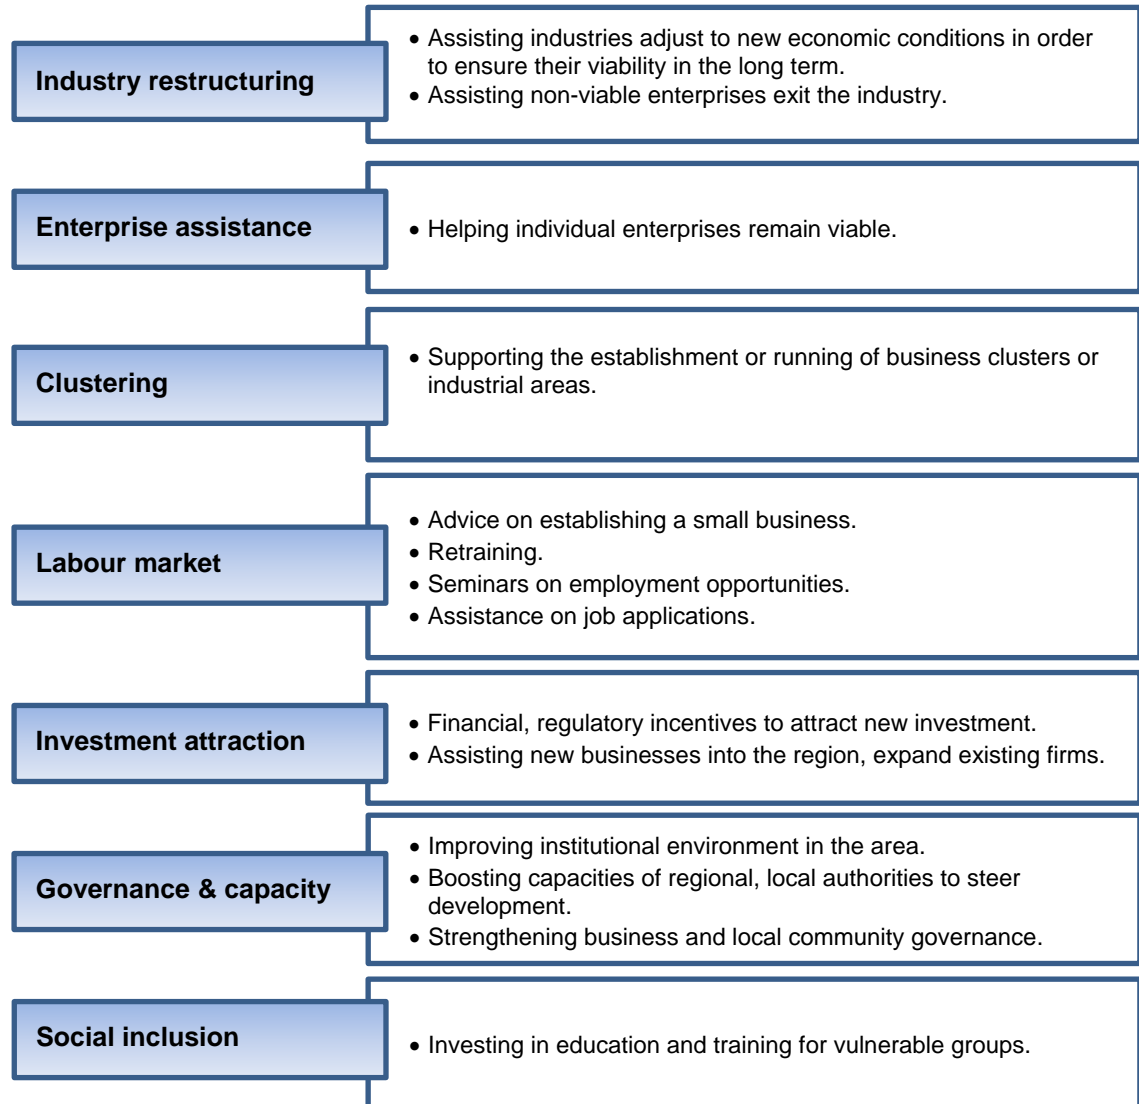 Industry restructuring
• Assisting industries adjust to new economic conditions in order
to ensure their viability in the long term.
• Assisting non-viable enterprises exit the industry.
Enterprise assistance
• Helping individual enterprises remain viable.
Clustering
• Supporting the establishment or running of business clusters or
industrial areas.
Labour market
• Advice on establishing a small business.
• Retraining.
• Seminars on employment opportunities.
• Assistance on job applications.
Investment attraction
• Financial, regulatory incentives to attract new investment.
• Assisting new businesses into the region, expand existing firms.
Governance & capacity
• Improving institutional environment in the area.
• Boosting capacities of regional, local authorities to steer
development.
• Strengthening business and local community governance.
Social inclusion
• Investing in education and training for vulnerable groups.